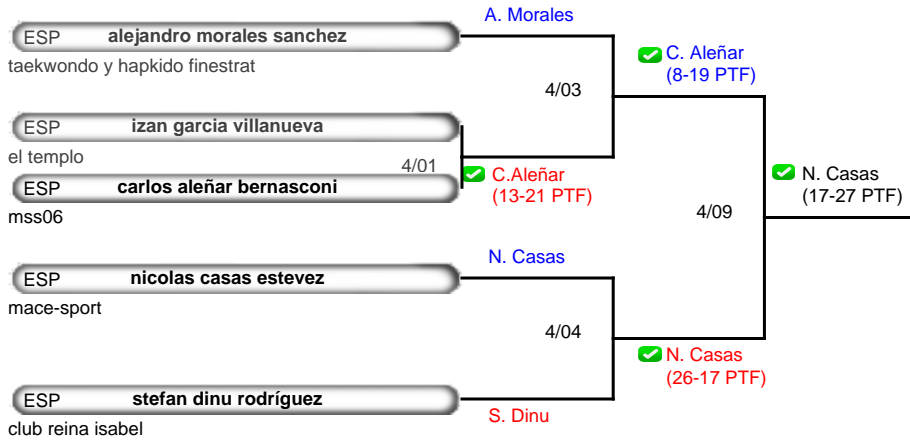 A. Morales
ESP alejandro morales sanchez
taekwondo y hapkido finestrat
4/03
C. Aleñar
(8-19 PTF)
ESP izan garcia villanueva
el templo
4/01
ESP carlos aleñar bernasconi
mss06
C.Aleñar
(13-21 PTF)
N. Casas
(17-27 PTF)
4/09
N. Casas
ESP nicolas casas estevez
mace-sport
4/04
N. Casas
(26-17 PTF)
ESP stefan dinu rodríguez
club reina isabel
S. Dinu